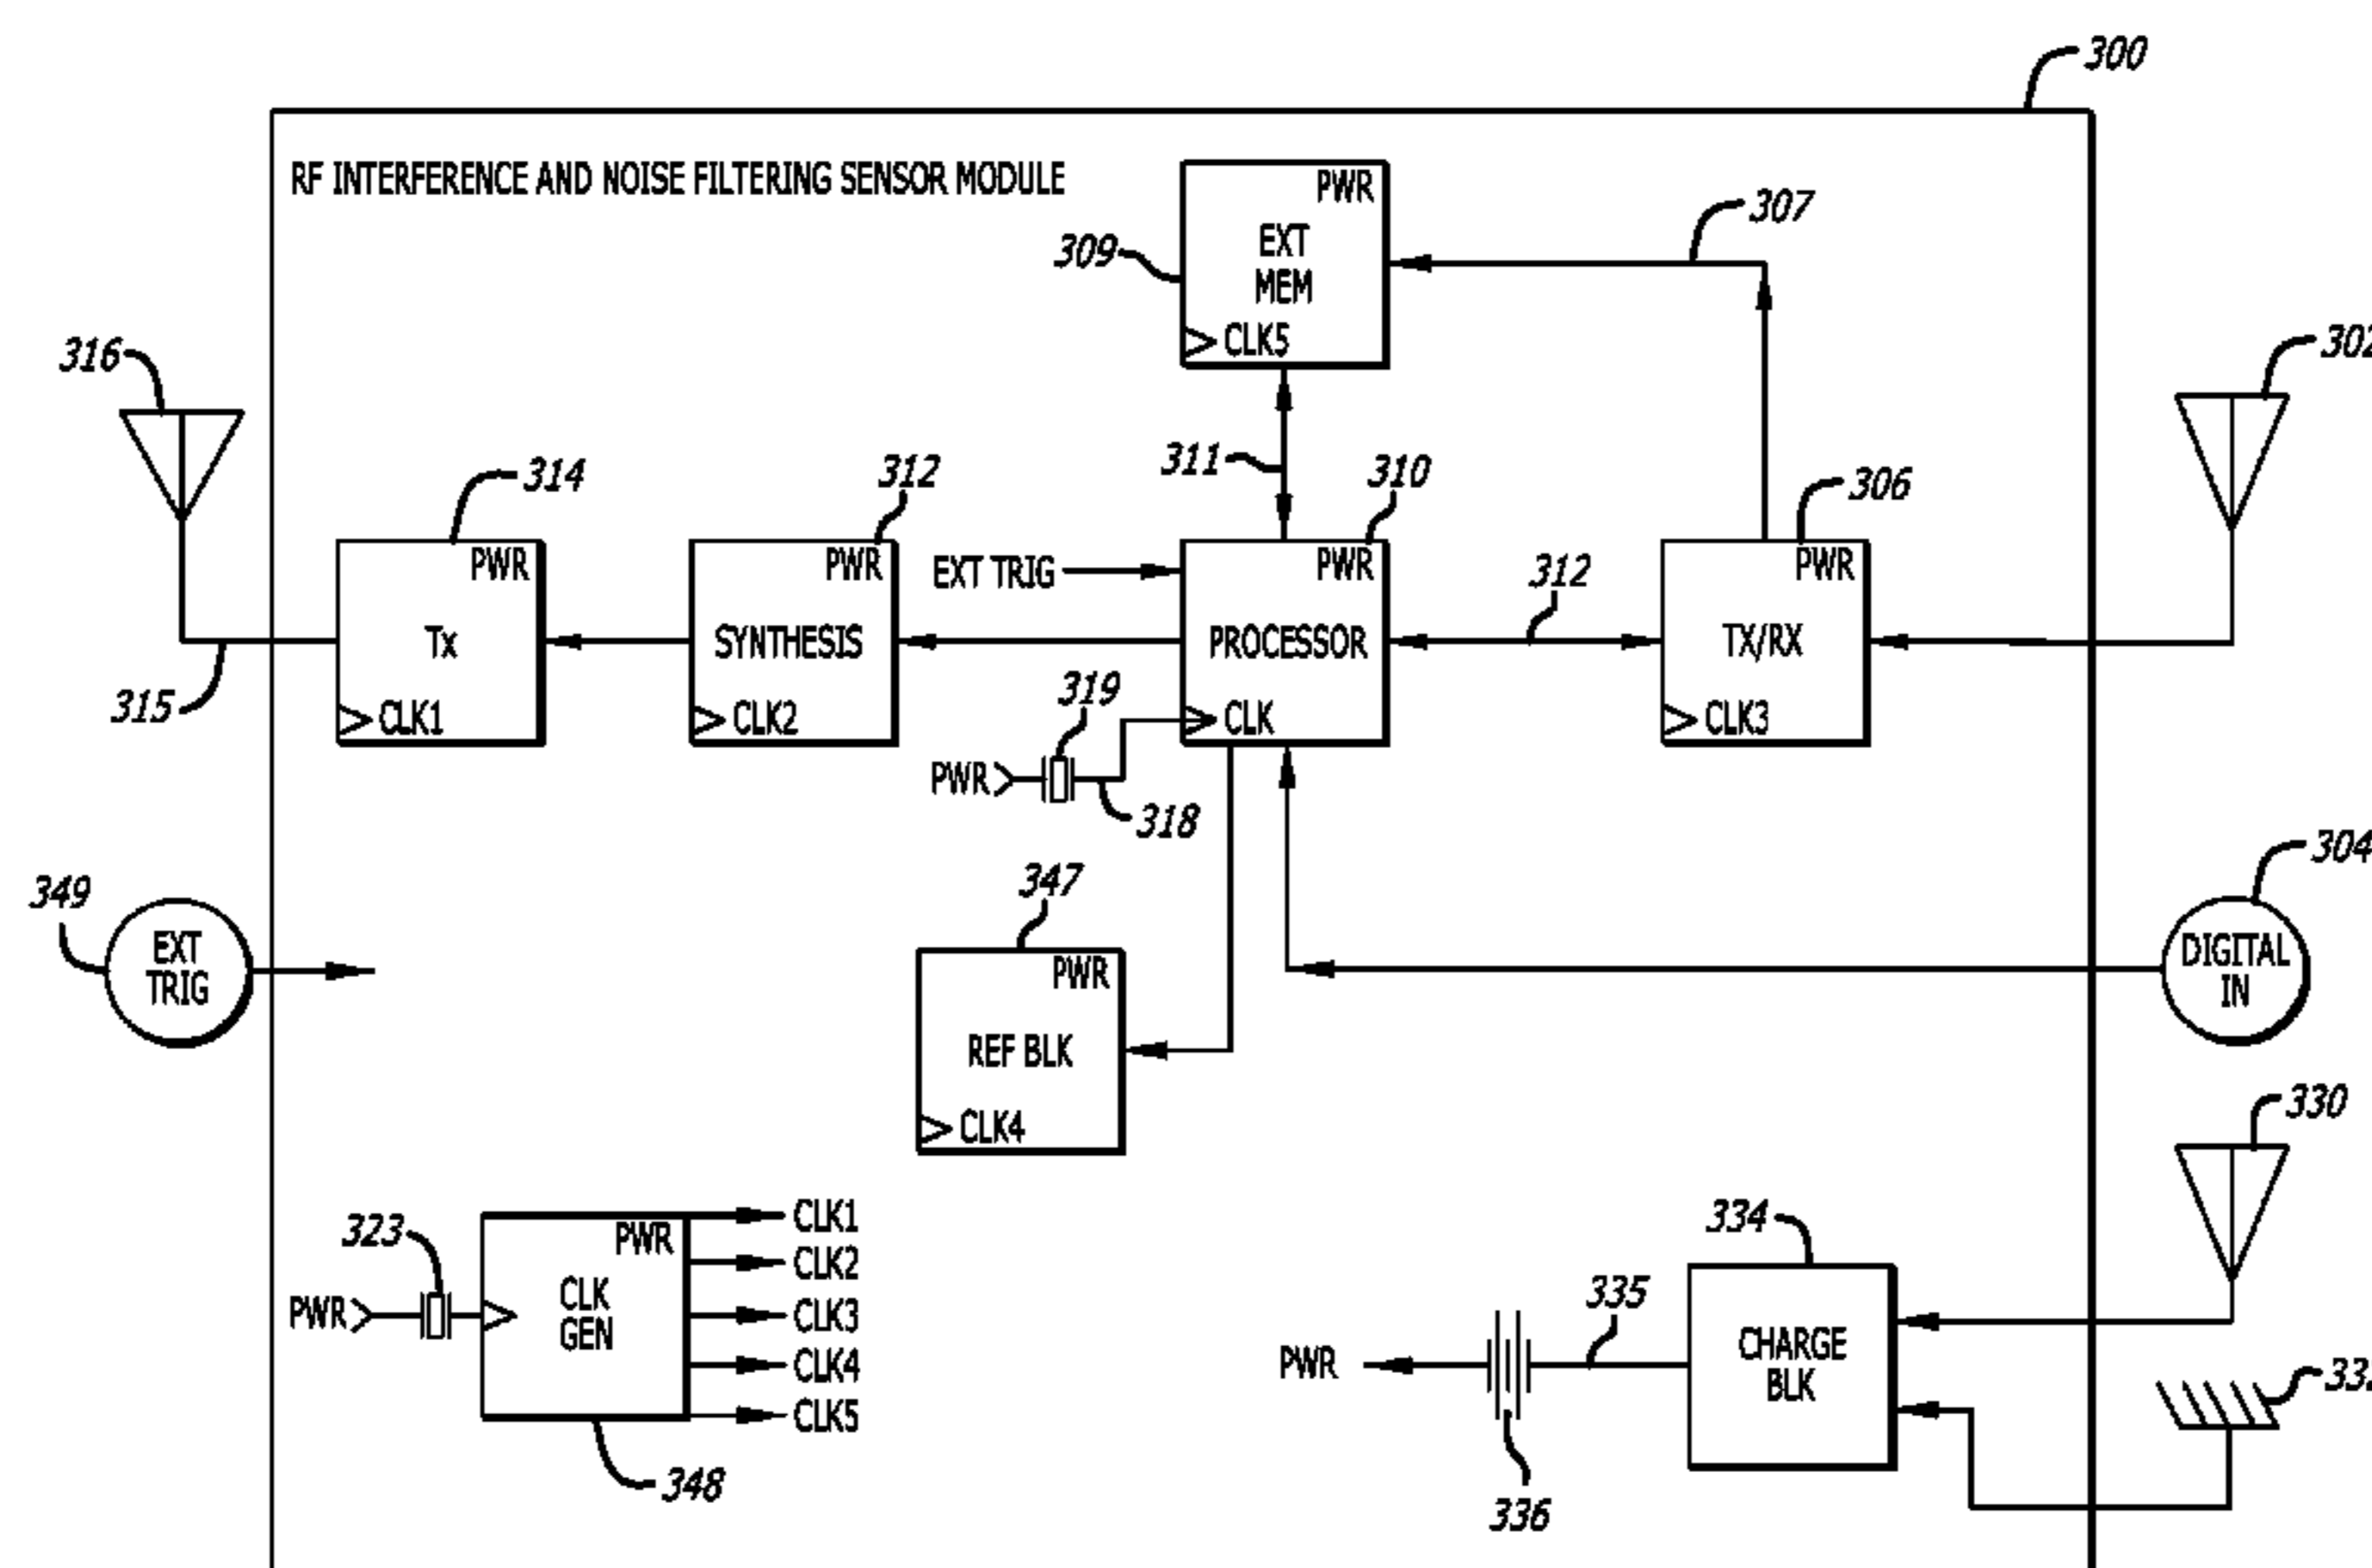 300
RF INTERFERENCE AND NOISE FILTERING SENSOR MODULE
PWR
EXT
MEM
CLK5
309
307
316
302
314
312
311
310
306
PWR
Tx
CLK1
PWR
SYNTHESIS
CLK2
EXT TRIG
PWR
PROCESSOR
CLK
312
PWR
TX/RX
CLK3
315
319
PWR
318
347
304
349
EXT
TRIG
PWR
REF BLK
CLK4
DIGITAL
IN
330
323
PWR
PWR
CLK
GEN
CLK1
CLK2
CLK3
CLK4
CLK5
348
334
335
PWR
CHARGE
BLK
336